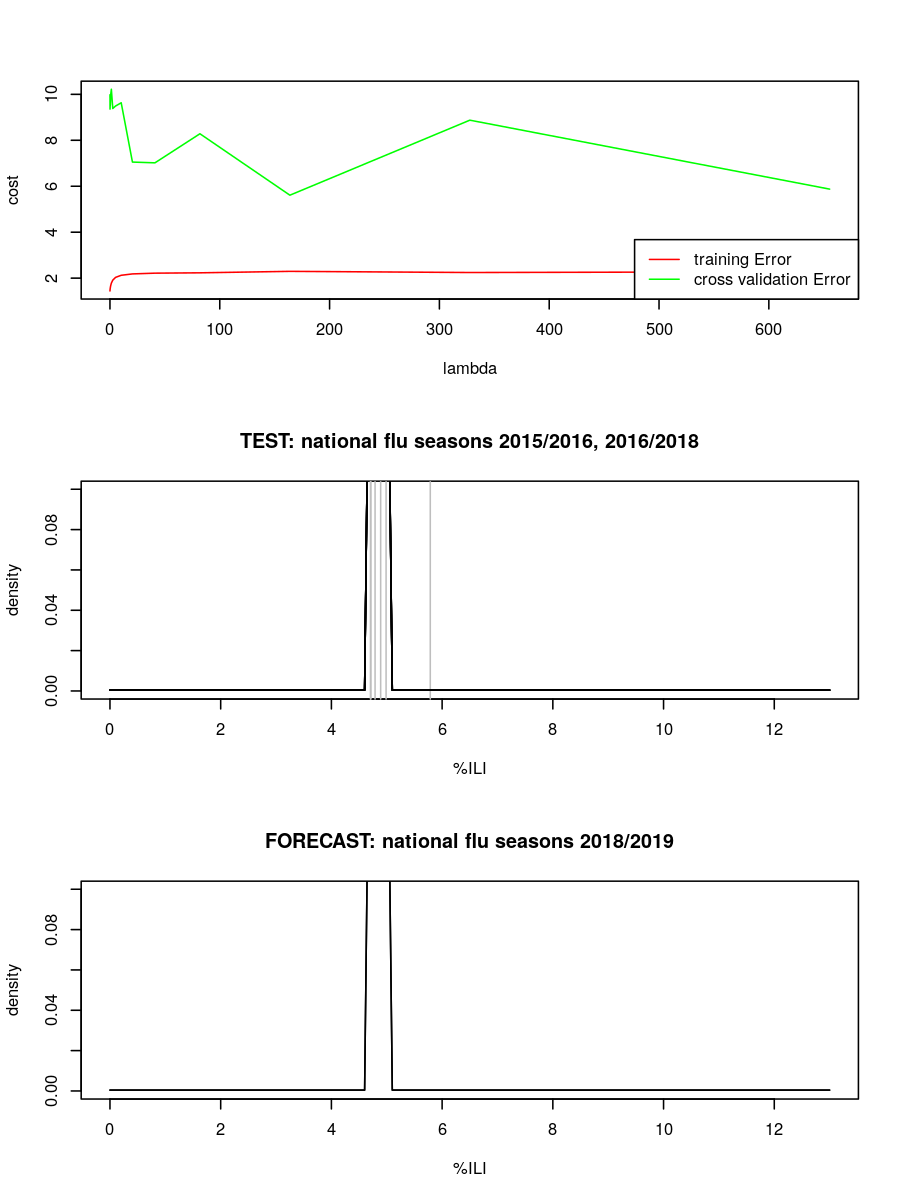 cost
10
8
6
4
2
training Error
cross validation Error
0 100 200 300 400 500 600
lambda
TEST: national flu seasons 2015/2016, 2016/2018
density
0.08
0.04
0.00
0 2 4 6 8 10 12
%ILI
FORECAST: national flu seasons 2018/2019
density
0.08
0.04
0.00
0 2 4 6 8 10 12
%ILI